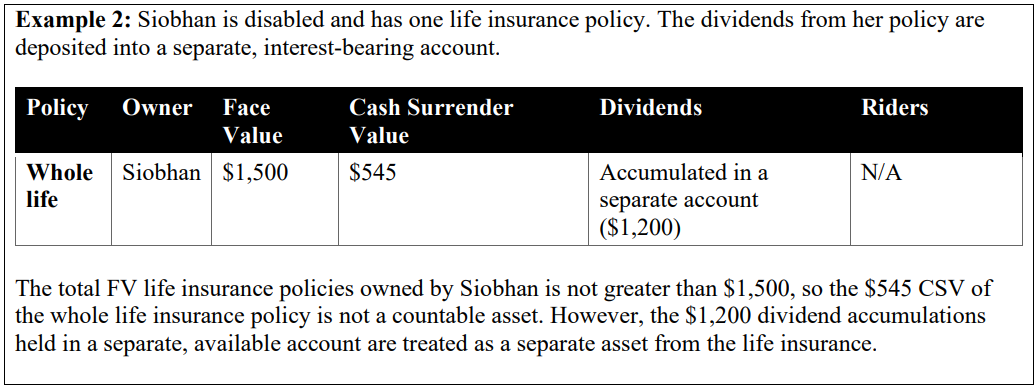 Example 2: Siobhan is disabled and has one life insurance policy. The dividends from her policy are
deposited into a separate, interest-bearing account.
Policy Owner Face Value Cash Surrender Value Dividends Riders
Whole life Siobhan $1,500 $545 Accumulated in a separate account ($1,200) N/A
The total FV life insurance policies owned by Siobhan is not greater than $1,500, so the $545 CSV of
the whole life insurance policy is not a countable asset. However, the $1,200 dividend accumulations
held in a separate, available account are treated as a separate asset from the life insurance.